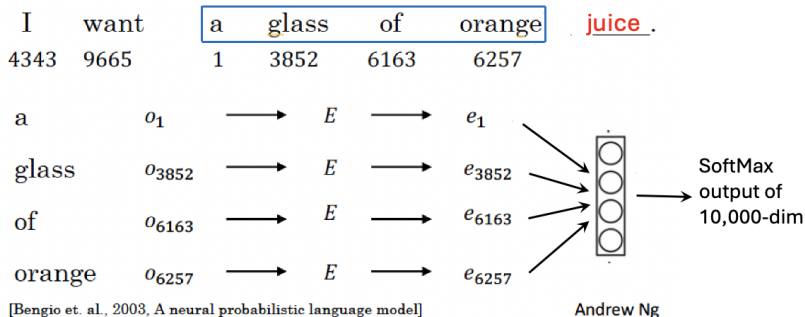 I want a glass of orange juice.
4343 9665 1 3852 6163 6257
a o₁ E e₁
glass o₃₈₅₂ E e₃₈₅₂
of o₆₁₆₃ E e₆₁₆₃
orange o₆₂₅₇ E e₆₂₅₇
SoftMax
output of
10,000-dim
[Bengio et. al., 2003, A neural probabilistic language model]
Andrew Ng